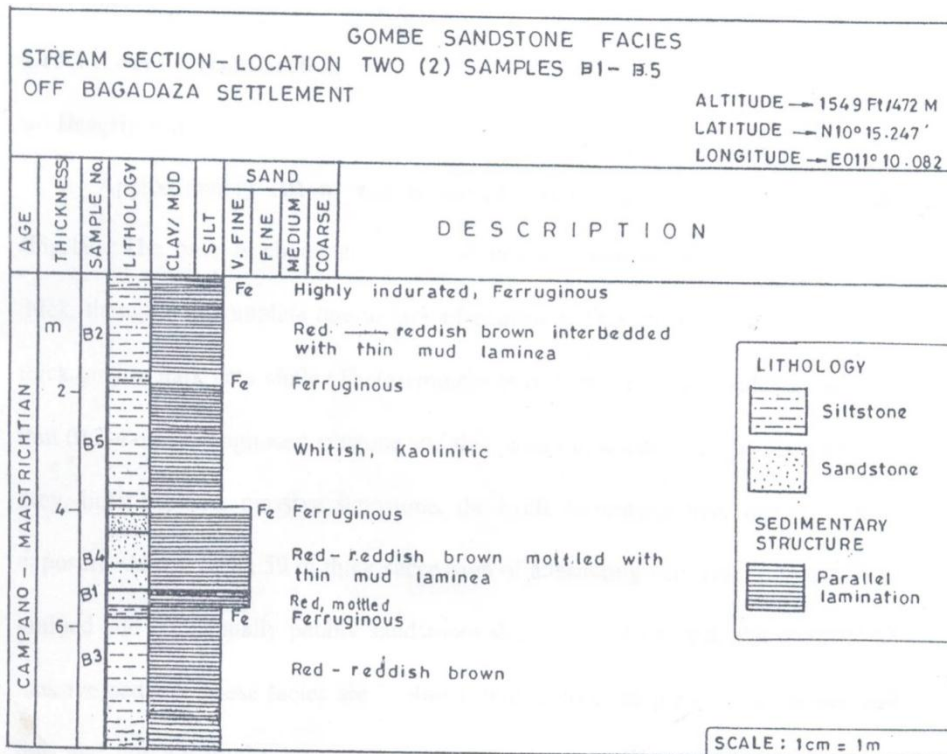 GOMBE SANDSTONE FACIES
STREAM SECTION-LOCATION TWO (2) SAMPLES B1-B.5
OFF BAGADAZA SETTLEMENT
ALTITUDE → 1549 Ft/472 M
LATITUDE → N10° 15.247'
LONGITUDE → E011° 10.082
AGE
THICKNESS
SAMPLE No.
LITHOLOGY
CLAY/MUD
SILT
SAND
V. FINE
FINE
MEDIUM
COARSE
DESCRIPTION
CAMPANO-MAASTRICHTIAN
m
2
4
6
B2
B5
B4
B1
B3
Fe Highly indurated, Ferruginous
Red — reddish brown interbedded
with thin mud laminea
Fe Ferruginous
Whitish, Kaolinitic
Fe Ferruginous
Red-reddish brown mottled with
thin mud laminea
Red, mottled
Fe Ferruginous
Red-reddish brown
LITHOLOGY
Siltstone
Sandstone
SEDIMENTARY
STRUCTURE
Parallel
lamination
SCALE: 1cm = 1m